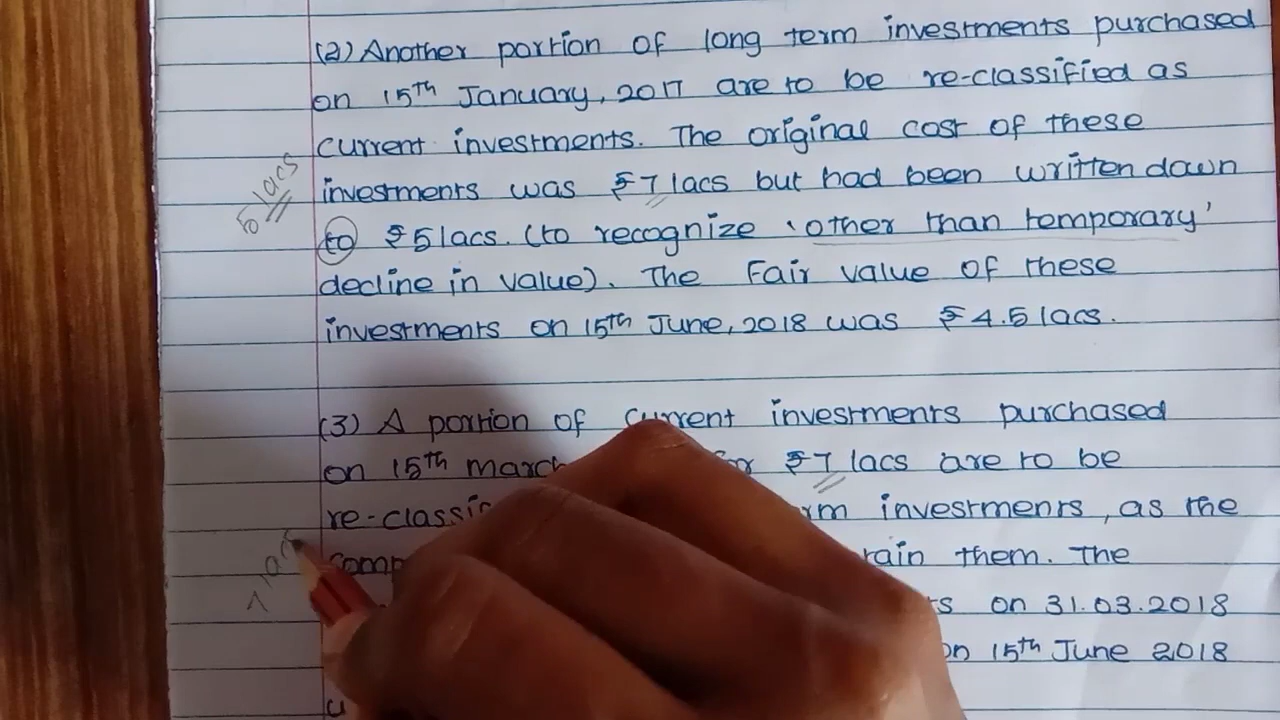 (2) Another portion of long term investments purchased
on 15th January, 2017 are to be re-classified as
current investments. The original cost of these
investments was ₹7 lacs but had been written down
to ₹5 lacs. (to recognize 'other than temporary'
decline in value). The Fair value of these
investments on 15th June, 2018 was ₹4.5 lacs.
5 lacs
(3) A portion of current investments purchased
on 15th march for ₹7 lacs are to be
investments, as the
them. The
on 31.03.2018
on 15th June 2018